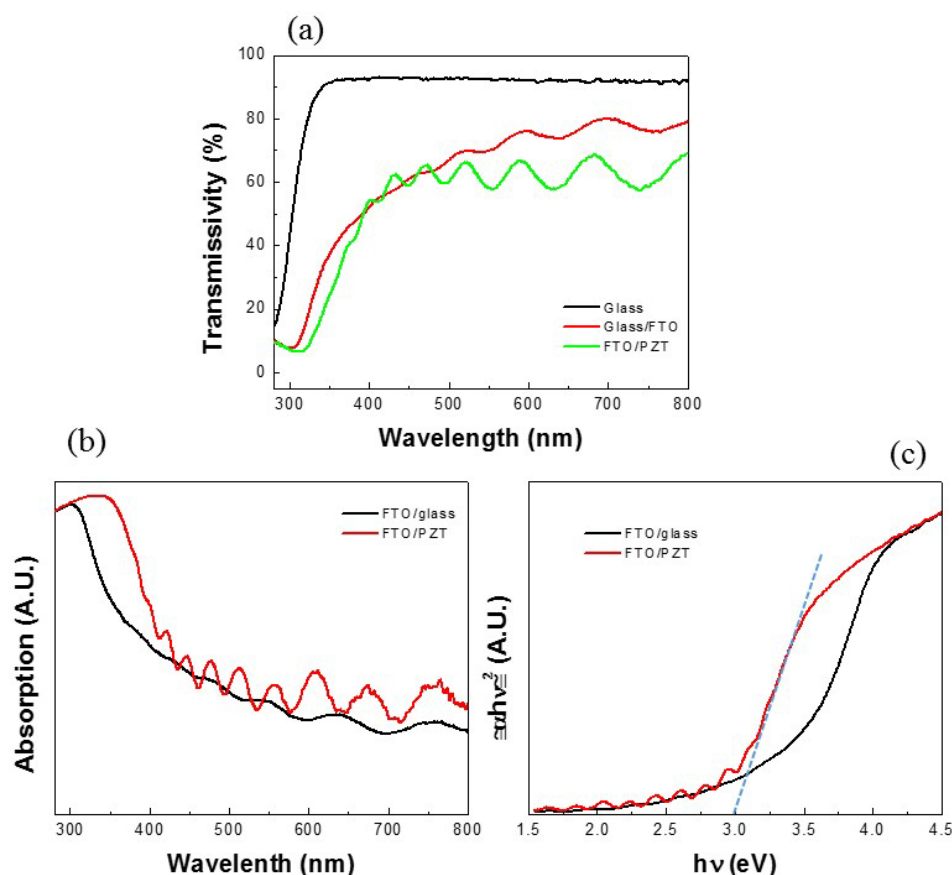 (a)
100
80
60
40
20
0
Transmissivity (%)
Glass
Glass/FTO
FTO/PZT
300 400 500 600 700 800
Wavelength (nm)
(b)
FTO/glass
FTO/PZT
Absorption (A.U.)
300 400 500 600 700 800
Wavelenth (nm)
(c)
FTO/glass
FTO/PZT
≅αhν≅² (A.U.)
1.5 2.0 2.5 3.0 3.5 4.0 4.5
hν (eV)